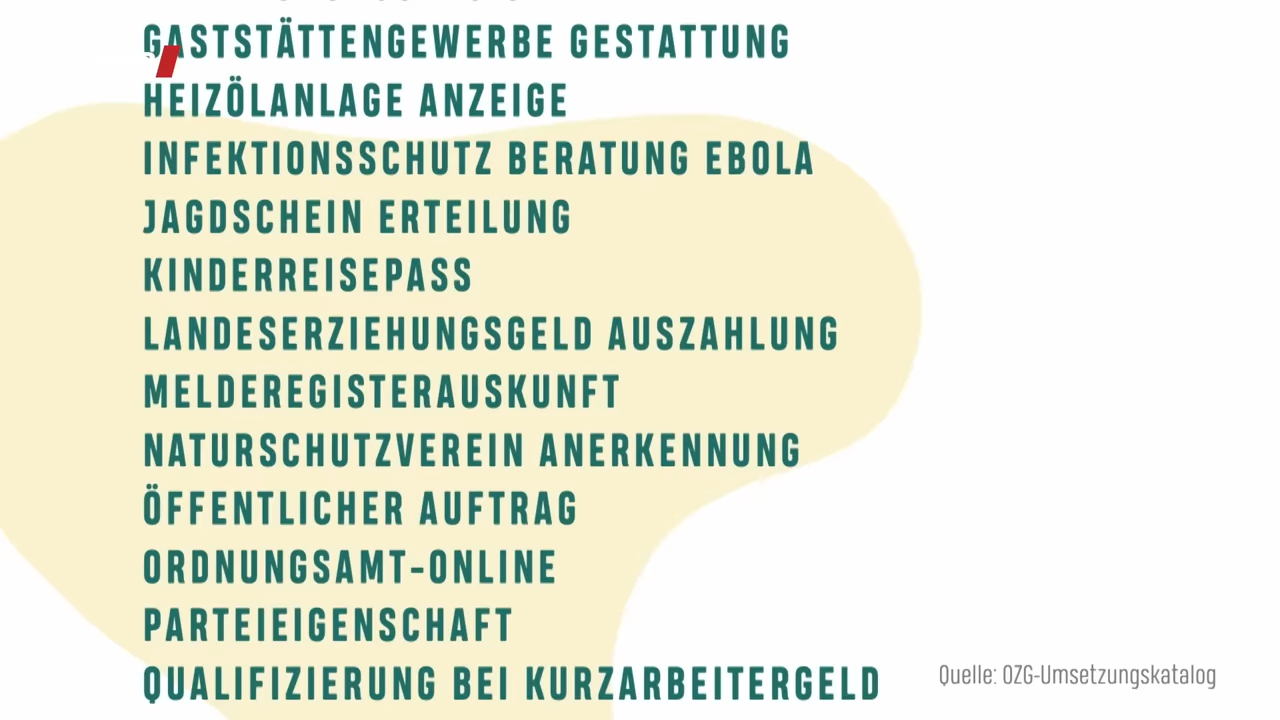 GASTSTÄTTENGEWERBE GESTATTUNG
HEIZÖLANLAGE ANZEIGE
INFEKTIONSSCHUTZ BERATUNG EBOLA
JAGDSCHEIN ERTEILUNG
KINDERREISEPASS
LANDESERZIEHUNGSGELD AUSZAHLUNG
MELDEREGISTERAUSKUNFT
NATURSCHUTZVEREIN ANERKENNUNG
ÖFFENTLICHER AUFTRAG
ORDNUNGSAMT-ONLINE
PARTEIEIGENSCHAFT
QUALIFIZIERUNG BEI KURZARBEITERGELD
Quelle: OZG-Umsetzungskatalog